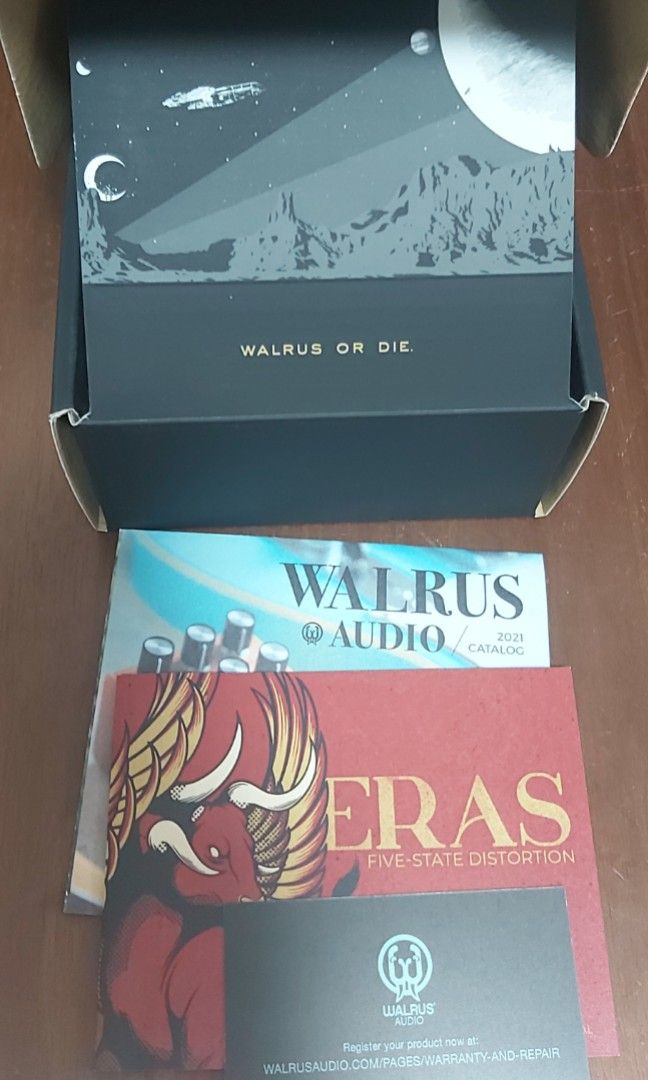 WALRUS OR DIE.
WALRUS
AUDIO / 2021
CATALOG
ERAS
FIVE-STATE DISTORTION
WALRUS
AUDIO
Register your product now at:
WALRUSAUDIO.COM/PAGES/WARRANTY-AND-REPAIR